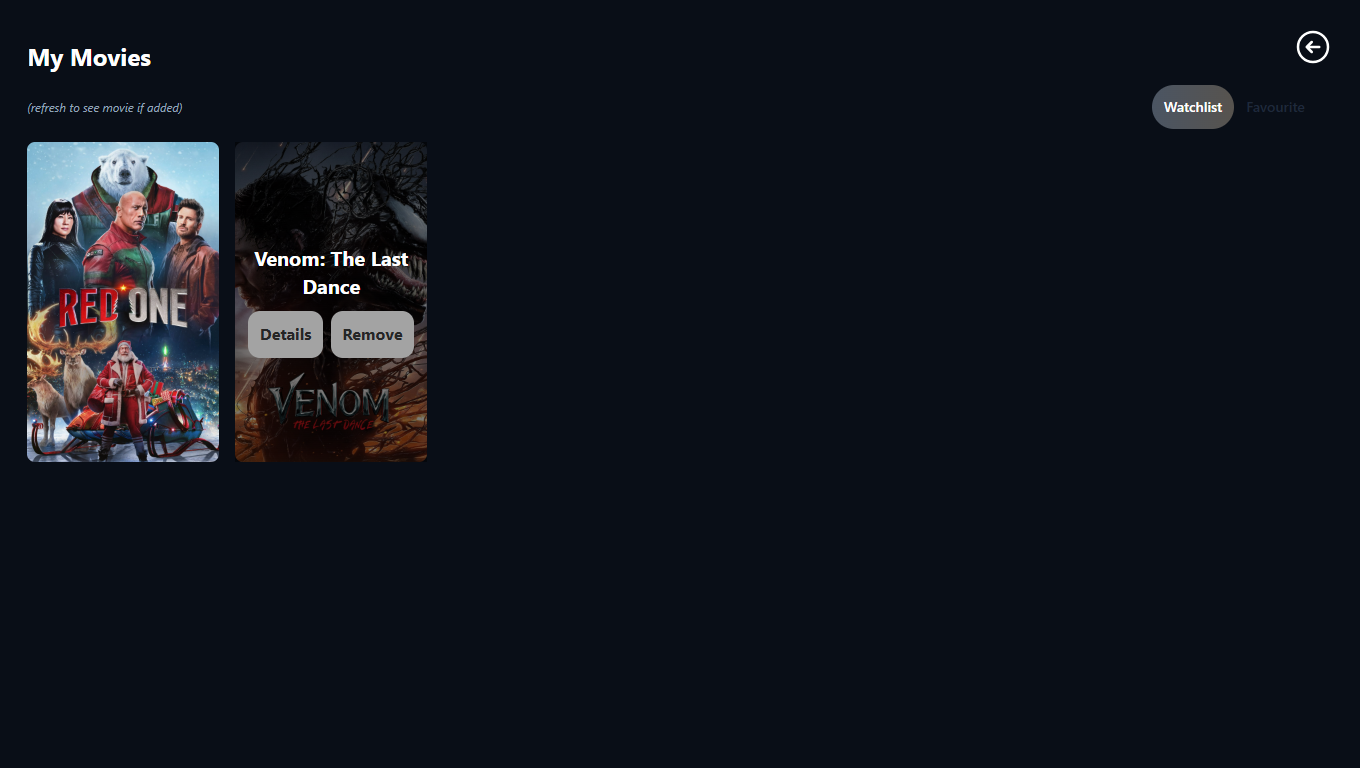 My Movies
(refresh to see movie if added)
Watchlist
Favourite
RED ONE
Venom: The Last
Dance
Details
Remove
VENOM
THE LAST DANCE